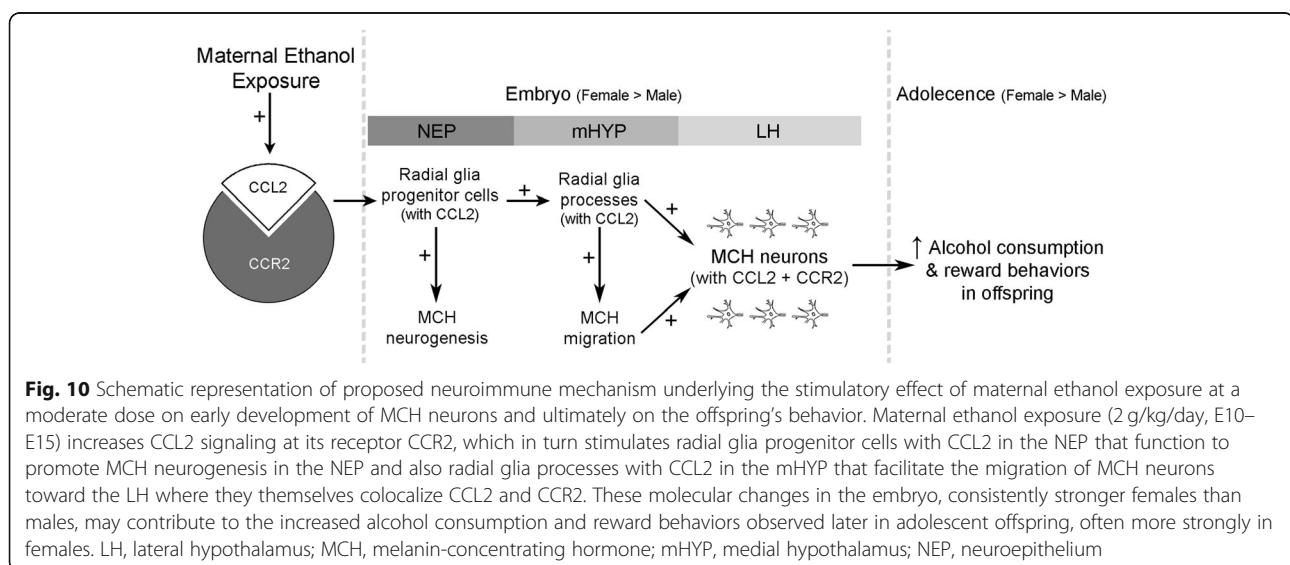 Maternal Ethanol
Exposure
+
CCL2
CCR2
Embryo (Female > Male)
NEP
mHYP
LH
Radial glia
progenitor cells
(with CCL2)
+
Radial glia
processes
(with CCL2)
+
+
+
MCH
neurogenesis
MCH
migration
+
MCH neurons
(with CCL2 + CCR2)
Adolecence (Female > Male)
↑ Alcohol consumption
& reward behaviors
in offspring
Fig. 10 Schematic representation of proposed neuroimmune mechanism underlying the stimulatory effect of maternal ethanol exposure at a
moderate dose on early development of MCH neurons and ultimately on the offspring's behavior. Maternal ethanol exposure (2 g/kg/day, E10–
E15) increases CCL2 signaling at its receptor CCR2, which in turn stimulates radial glia progenitor cells with CCL2 in the NEP that function to
promote MCH neurogenesis in the NEP and also radial glia processes with CCL2 in the mHYP that facilitate the migration of MCH neurons
toward the LH where they themselves colocalize CCL2 and CCR2. These molecular changes in the embryo, consistently stronger females than
males, may contribute to the increased alcohol consumption and reward behaviors observed later in adolescent offspring, often more strongly in
females. LH, lateral hypothalamus; MCH, melanin-concentrating hormone; mHYP, medial hypothalamus; NEP, neuroepithelium